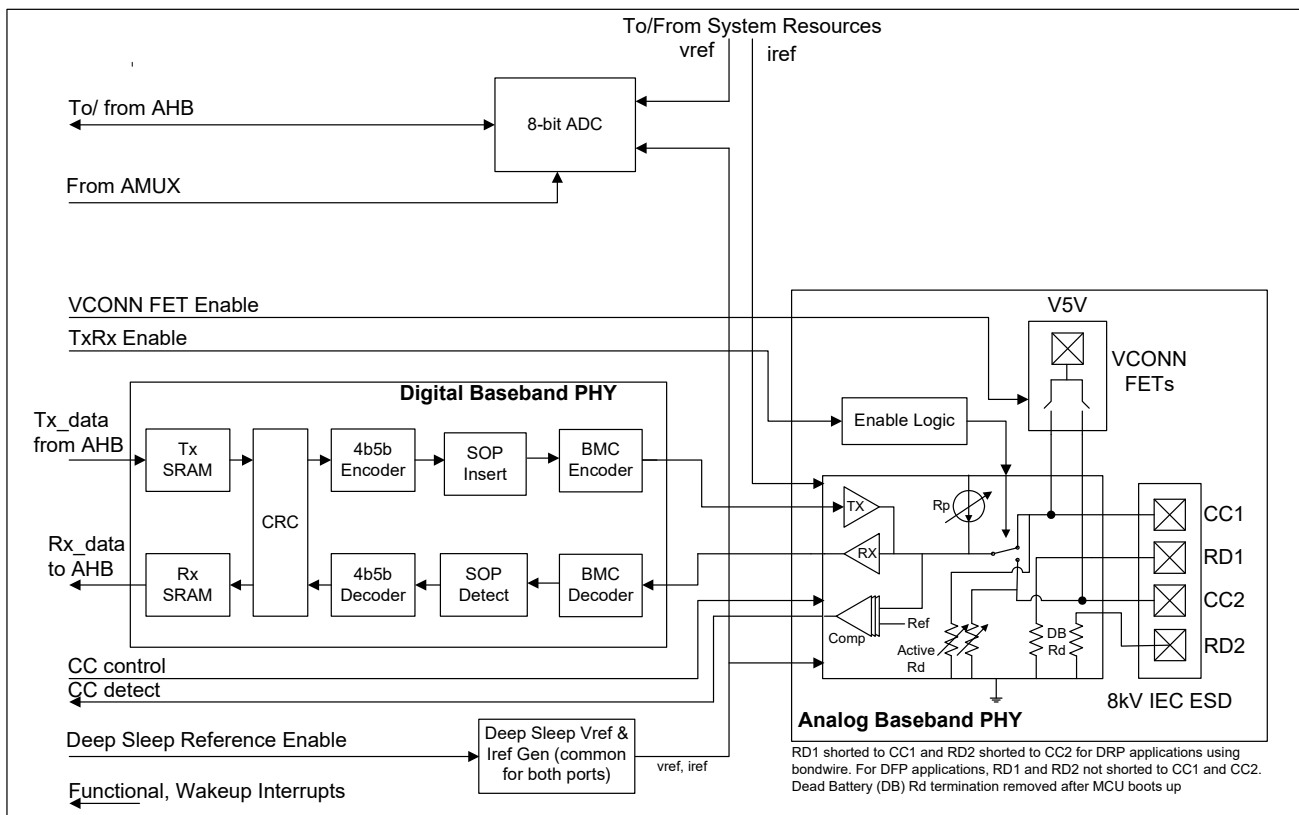 To/From System Resources
vref
iref
To/ from AHB
8-bit ADC
From AMUX
VCONN FET Enable
TxRx Enable
V5V
VCONN
FETs
Digital Baseband PHY
Enable Logic
Tx_data
from AHB
Tx
SRAM
CRC
4b5b
Encoder
SOP
Insert
BMC
Encoder
TX
Rp
CC1
Rx_data
to AHB
Rx
SRAM
4b5b
Decoder
SOP
Detect
BMC
Decoder
RX
RD1
CC2
Comp
Ref
Active
Rd
DB
Rd
RD2
CC control
CC detect
8kV IEC ESD
Analog Baseband PHY
Deep Sleep Reference Enable
Deep Sleep Vref &
Iref Gen (common
for both ports)
vref, iref
RD1 shorted to CC1 and RD2 shorted to CC2 for DRP applications using
bondwire. For DFP applications, RD1 and RD2 not shorted to CC1 and CC2.
Dead Battery (DB) Rd termination removed after MCU boots up
Functional, Wakeup Interrupts